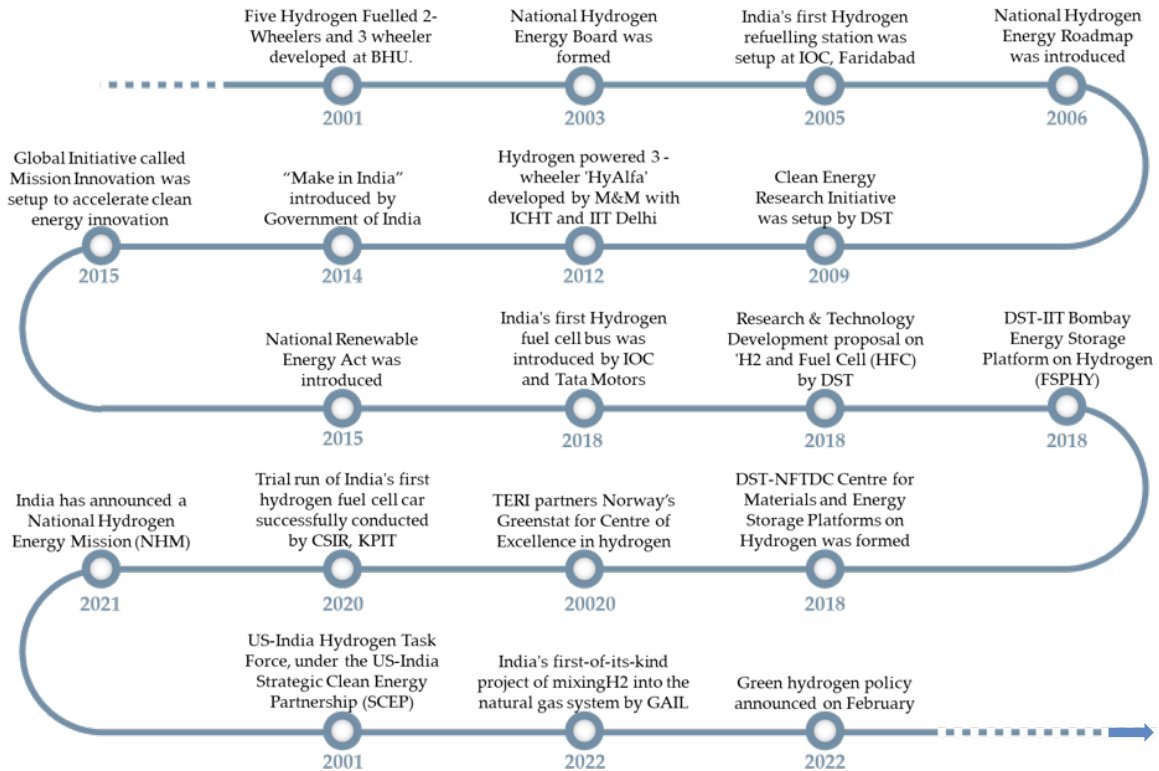 Five Hydrogen Fuelled 2-
Wheelers and 3 wheeler
developed at BHU.
2001
National Hydrogen
Energy Board was
formed
2003
India's first Hydrogen
refuelling station was
setup at IOC, Faridabad
2005
National Hydrogen
Energy Roadmap
was introduced
2006
Global Initiative called
Mission Innovation was
setup to accelerate clean
energy innovation
2015
“Make in India”
introduced by
Government of India
2014
Hydrogen powered 3 -
wheeler 'HyAlfa'
developed by M&M with
ICHT and IIT Delhi
2012
Clean Energy
Research Initiative
was setup by DST
2009
National Renewable
Energy Act was
introduced
2015
India's first Hydrogen
fuel cell bus was
introduced by IOC
and Tata Motors
2018
Research & Technology
Development proposal on
'H2 and Fuel Cell (HFC)
by DST
2018
DST-IIT Bombay
Energy Storage
Platform on Hydrogen
(FSPHY)
2018
India has announced a
National Hydrogen
Energy Mission (NHM)
2021
Trial run of India's first
hydrogen fuel cell car
successfully conducted
by CSIR, KPIT
2020
TERI partners Norway’s
Greenstat for Centre of
Excellence in hydrogen
20020
DST-NFTDC Centre for
Materials and Energy
Storage Platforms on
Hydrogen was formed
2018
US-India Hydrogen Task
Force, under the US-India
Strategic Clean Energy
Partnership (SCEP)
2001
India's first-of-its-kind
project of mixingH2 into the
natural gas system by GAIL
2022
Green hydrogen policy
announced on February
2022